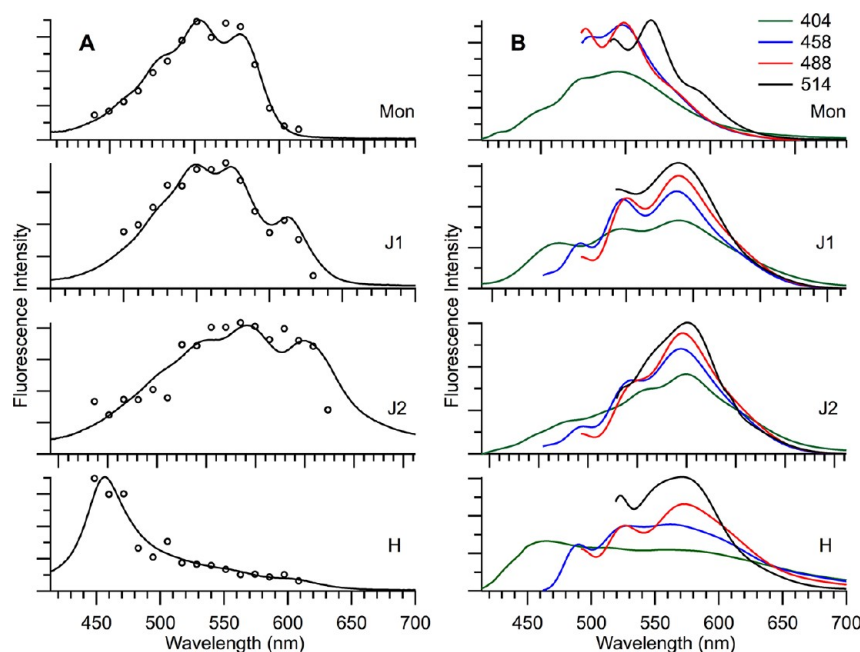 A
B
404
458
488
514
Mon
Mon
J1
J1
J2
J2
H
H
Fluorescence Intensity
Fluorescence Intensity
450 500 550 600 650 700
500 550 600 650 700
Wavelength (nm)
Wavelength (nm)